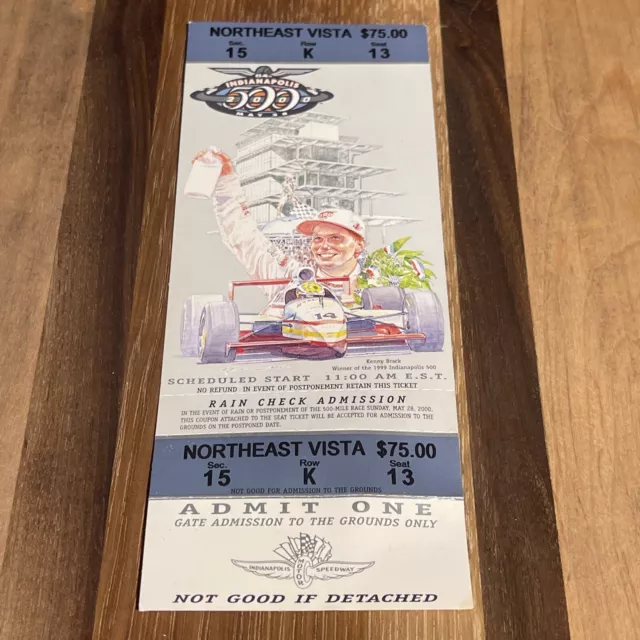 NORTHEAST VISTA $75.00
Sec. Row Seat
15 K 13
INDIANAPOLIS
500
2000
MAY 28
14
Kenny Brack
Winner of the 1999 Indianapolis 500
SCHEDULED START 11:00 AM E.S.T.
NO REFUND: IN EVENT OF POSTPONEMENT RETAIN THIS TICKET
RAIN CHECK ADMISSION
IN THE EVENT OF RAIN OR POSTPONEMENT OF THE 500-MILE RACE SUNDAY, MAY 28, 2000,
THIS COUPON ATTACHED TO THE SEAT TICKET WILL BE ACCEPTED FOR ADMISSION TO THE
GROUNDS ON THE POSTPONED DATE.
NORTHEAST VISTA $75.00
Sec. Row Seat
15 K 13
NOT GOOD FOR ADMISSION TO THE GROUNDS
ADMIT ONE
GATE ADMISSION TO THE GROUNDS ONLY
INDIANAPOLIS MOTOR SPEEDWAY
NOT GOOD IF DETACHED